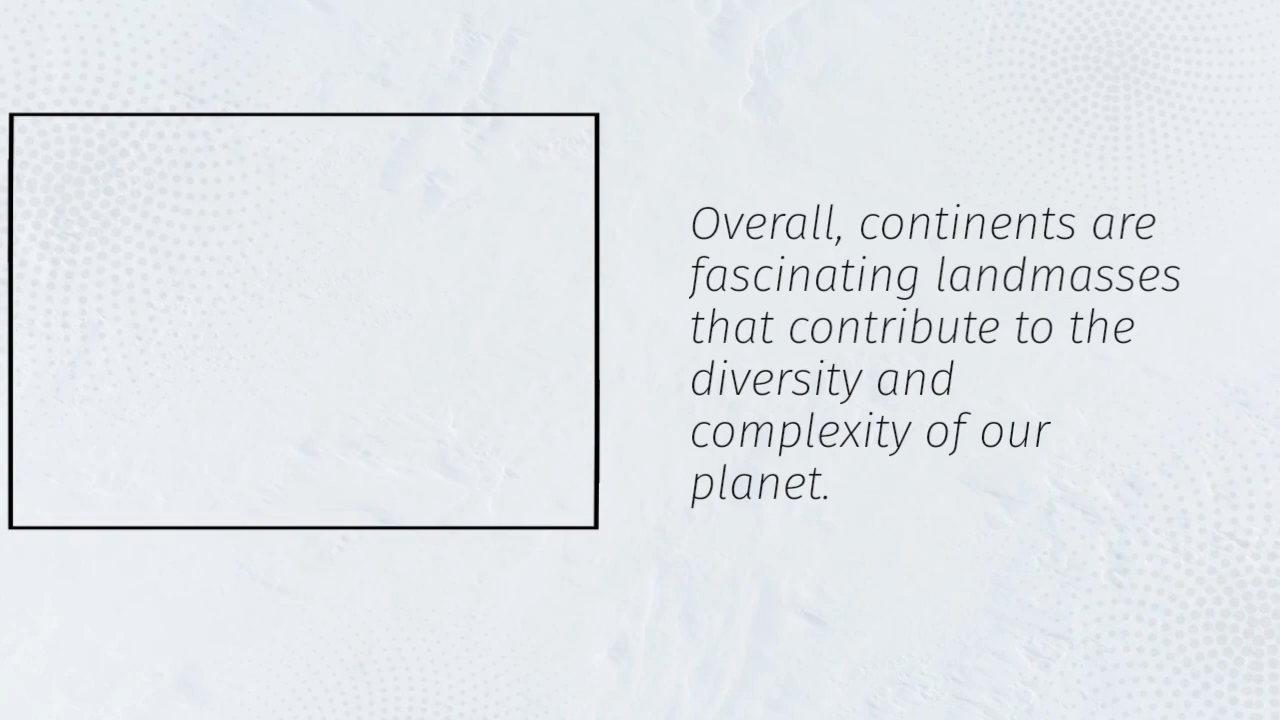 Overall, continents are
fascinating landmasses
that contribute to the
diversity and
complexity of our
planet.